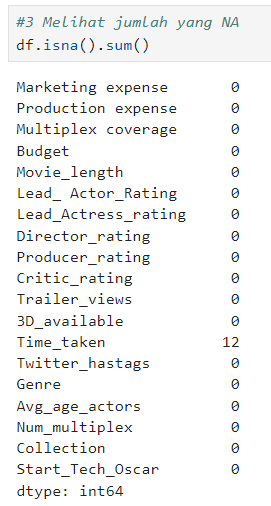 #3 Melihat jumlah yang NA
df.isna().sum()
Marketing expense 0
Production expense 0
Multiplex coverage 0
Budget 0
Movie_length 0
Lead_ Actor_Rating 0
Lead_Actress_rating 0
Director_rating 0
Producer_rating 0
Critic_rating 0
Trailer_views 0
3D_available 0
Time_taken 12
Twitter_hastags 0
Genre 0
Avg_age_actors 0
Num_multiplex 0
Collection 0
Start_Tech_Oscar 0
dtype: int64